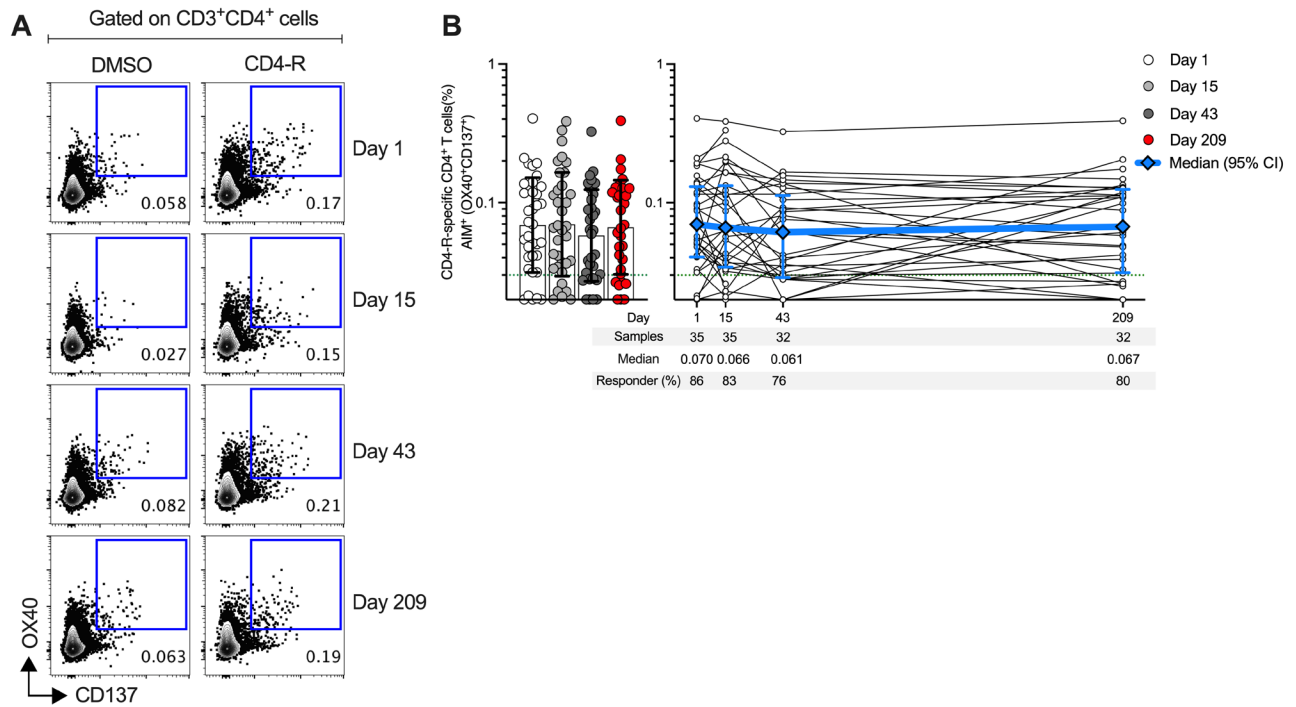 A
Gated on CD3⁺CD4⁺ cells
DMSO
CD4-R
0.058
0.17
Day 1
0.027
0.15
Day 15
0.082
0.21
Day 43
0.063
0.19
Day 209
OX40
CD137
B
CD4-R-specific CD4⁺ T cells(%)
AIM⁺ (OX40⁺CD137⁺)
1
0.1
1
0.1
Day 1
Day 15
Day 43
Day 209
Median (95% CI)
Day 1 15 43 209
Samples 35 35 32 32
Median 0.070 0.066 0.061 0.067
Responder (%) 86 83 76 80